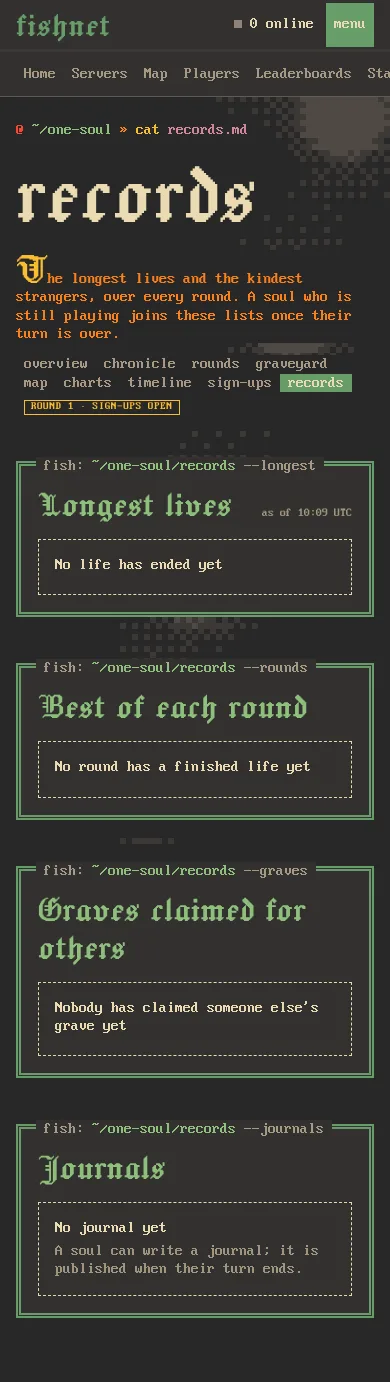 fishnet
0 online
menu
Home Servers Map Players Leaderboards Sta
@ ~/one-soul » cat records.md
records
The longest lives and the kindest
strangers, over every round. A soul who is
still playing joins these lists once their
turn is over.
overview chronicle rounds graveyard
map charts timeline sign-ups records
ROUND 1 · SIGN-UPS OPEN
fish: ~/one-soul/records --longest
Longest lives
as of 10:09 UTC
No life has ended yet
fish: ~/one-soul/records --rounds
Best of each round
No round has a finished life yet
fish: ~/one-soul/records --graves
Graves claimed for
others
Nobody has claimed someone else's
grave yet
fish: ~/one-soul/records --journals
Journals
No journal yet
A soul can write a journal; it is
published when their turn ends.